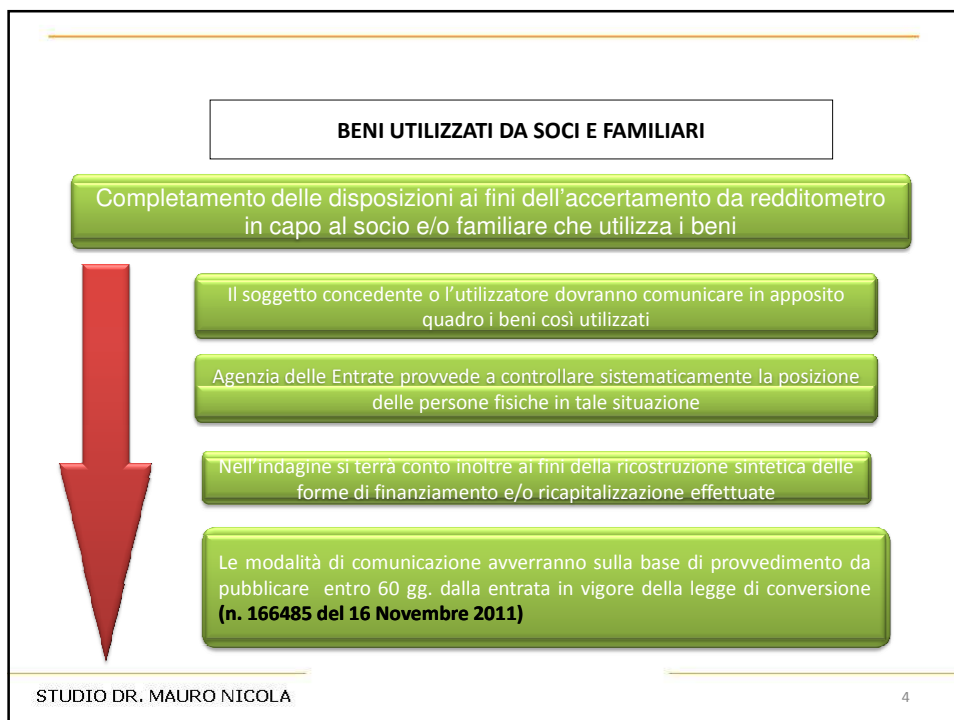 BENI UTILIZZATI DA SOCI E FAMILIARI
Completamento delle disposizioni ai fini dell'accertamento da redditometro
in capo al socio e/o familiare che utilizza i beni
Il soggetto concedente o l'utilizzatore dovranno comunicare in apposito
quadro i beni così utilizzati
Agenzia delle Entrate provvede a controllare sistematicamente la posizione
delle persone fisiche in tale situazione
Nell'indagine si terrà conto inoltre ai fini della ricostruzione sintetica delle
forme di finanziamento e/o ricapitalizzazione effettuate
Le modalità di comunicazione avverranno sulla base di provvedimento da
pubblicare entro 60 gg. dalla entrata in vigore della legge di conversione
(n. 166485 del 16 Novembre 2011)
STUDIO DR. MAURO NICOLA
4